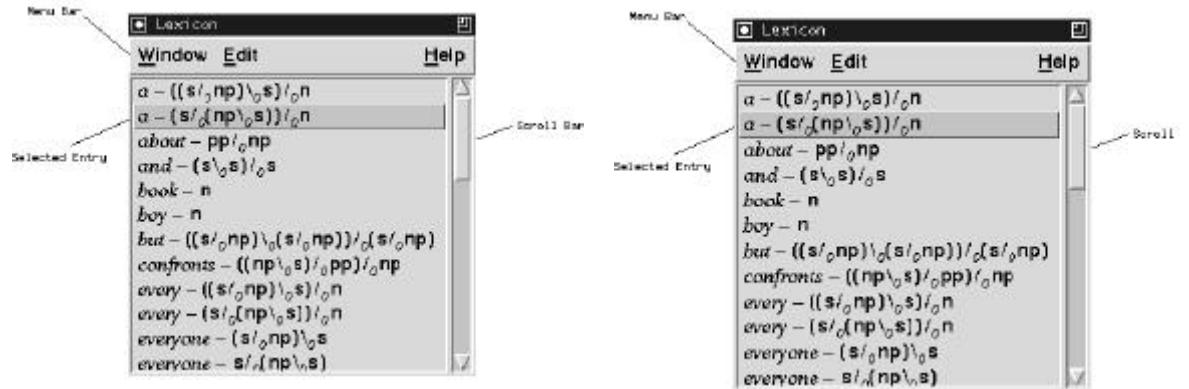 Menu Bar
Lexicon
Window Edit Help
a – ((s/₀np)\₀s)/₀n
a – (s/₀(np\₀s))/₀n
about – pp/₀np
Scroll Bar
Selected Entry
and – (s\₀s)/₀s
book – n
boy – n
but – ((s/₀np)\₀(s/₀np))/₀(s/₀np)
confronts – ((np\₀s)/₀pp)/₀np
every – ((s/₀np)\₀s)/₀n
every – (s/₀(np\₀s))/₀n
everyone – (s/₀np)\₀s
everyone – s/₀(np\₀s)
Menu Bar
Lexicon
Window Edit Help
a – ((s/₀np)\₀s)/₀n
a – (s/₀(np\₀s))/₀n
Scroll
about – pp/₀np
Selected Entry
and – (s\₀s)/₀s
book – n
boy – n
but – ((s/₀np)\₀(s/₀np))/₀(s/₀np)
confronts – ((np\₀s)/₀pp)/₀np
every – ((s/₀np)\₀s)/₀n
every – (s/₀(np\₀s))/₀n
everyone – (s/₀np)\₀s
everyone – s/₀(np\₀s)